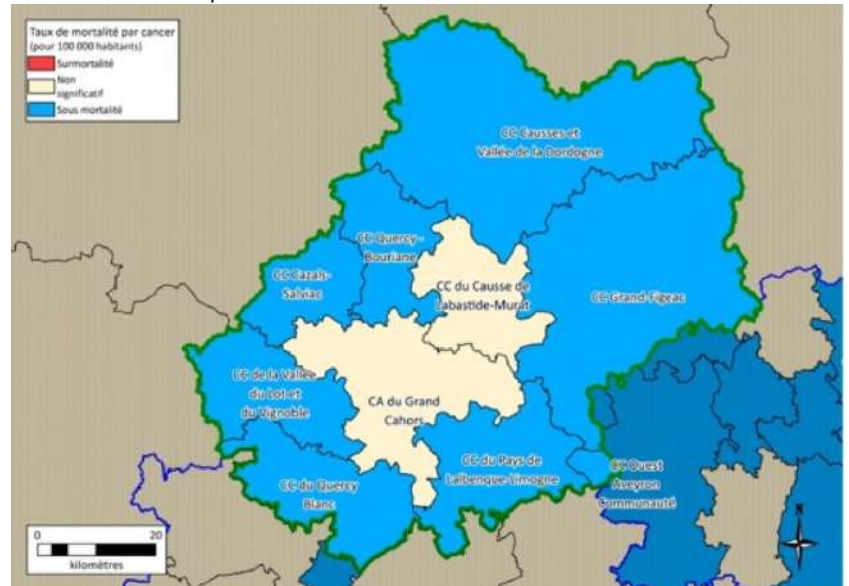 Taux de mortalité par cancer
(pour 100 000 habitants)
Surmortalité
Non
significatif
Sous mortalité
CC Causses et
Vallée de la Dordogne
CC Quercy -
Bouriane
CC Cazals-
Salviac
CC du Causse de
Labastide-Murat
CC Grand-Figeac
CC de la Vallée
du Lot et
du Vignoble
CA du Grand
Cahors
CC du Pays de
Lalbenque-Limogne
CC du Quercy
Blanc
CC Ouest
Aveyron
Communauté
0 20
kilomètres
N